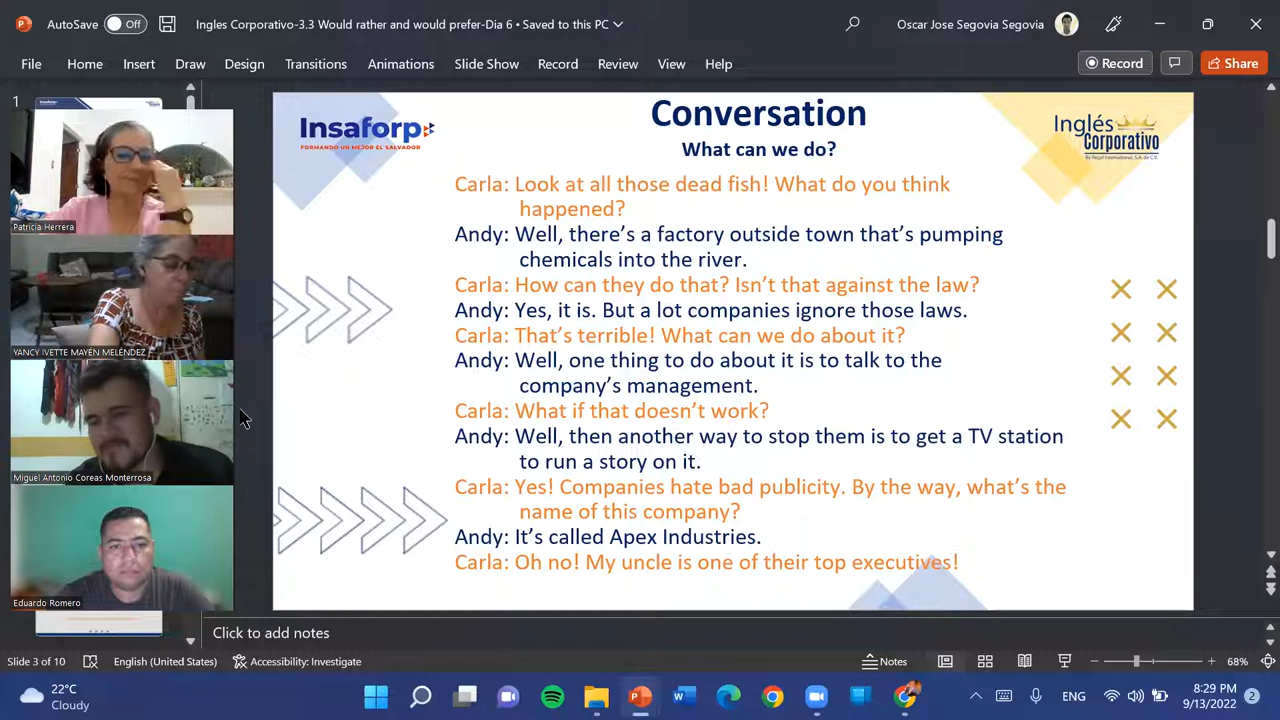 AutoSave
Off
Ingles Corporativo-3.3 Would rather and would prefer-Dia 6 • Saved to this PC
Oscar Jose Segovia Segovia
File
Home
Insert
Draw
Design
Transitions
Animations
Slide Show
Record
Review
View
Help
Record
Share
1
Patricia Herrera
YANCY IVETTE MAYÉN MELÉNDEZ
Miguel Antonio Coreas Monterrosa
Eduardo Romero
Insaforp
FORMANDO UN MEJOR EL SALVADOR
Conversation
What can we do?
Inglés
Corporativo
By Regal International, S.A. de C.V.
Carla: Look at all those dead fish! What do you think
happened?
Andy: Well, there's a factory outside town that's pumping
chemicals into the river.
Carla: How can they do that? Isn't that against the law?
Andy: Yes, it is. But a lot companies ignore those laws.
Carla: That's terrible! What can we do about it?
Andy: Well, one thing to do about it is to talk to the
company's management.
Carla: What if that doesn't work?
Andy: Well, then another way to stop them is to get a TV station
to run a story on it.
Carla: Yes! Companies hate bad publicity. By the way, what's the
name of this company?
Andy: It's called Apex Industries.
Carla: Oh no! My uncle is one of their top executives!
Click to add notes
Slide 3 of 10
English (United States)
Accessibility: Investigate
Notes
68%
22°C
Cloudy
ENG
8:29 PM
9/13/2022
2